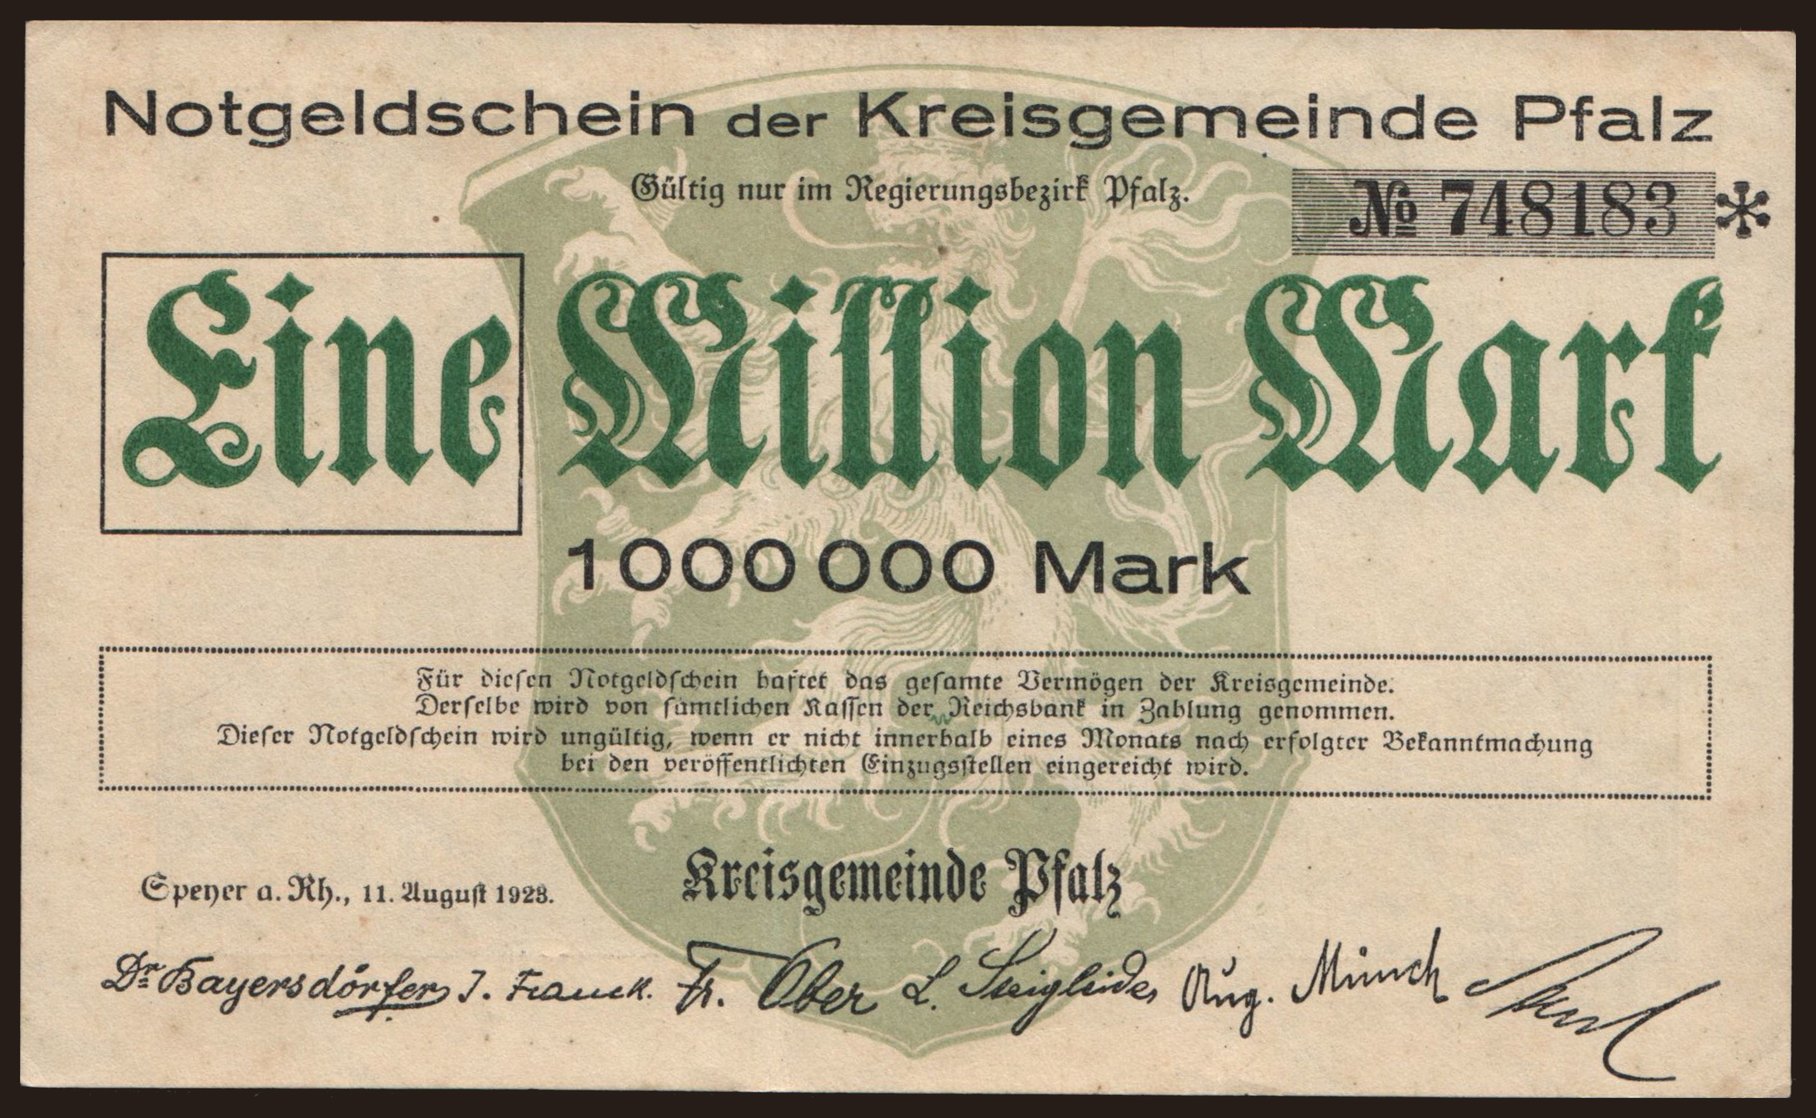 Notgeldschein der Kreisgemeinde Pfalz
Gültig nur im Regierungsbezirk Pfalz.
№ 748183 *
Eine Million Mark
1000000 Mark
Für diesen Notgeldschein haftet das gesamte Vermögen der Kreisgemeinde.
Derselbe wird von sämtlichen Kassen der Reichsbank in Zahlung genommen.
Dieser Notgeldschein wird ungültig, wenn er nicht innerhalb eines Monats nach erfolgter Bekanntmachung
bei den veröffentlichten Einzugsstellen eingereicht wird.
Kreisgemeinde Pfalz
Speyer a. Rh., 11. August 1923.
Dr. Bayersdörfer J. Franck. Fr. Ober L. Aug. Münch